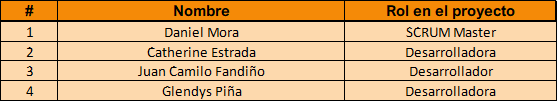 # Nombre Rol en el proyecto
1 Daniel Mora SCRUM Master
2 Catherine Estrada Desarrolladora
3 Juan Camilo Fandiño Desarrollador
4 Glendys Piña Desarrolladora